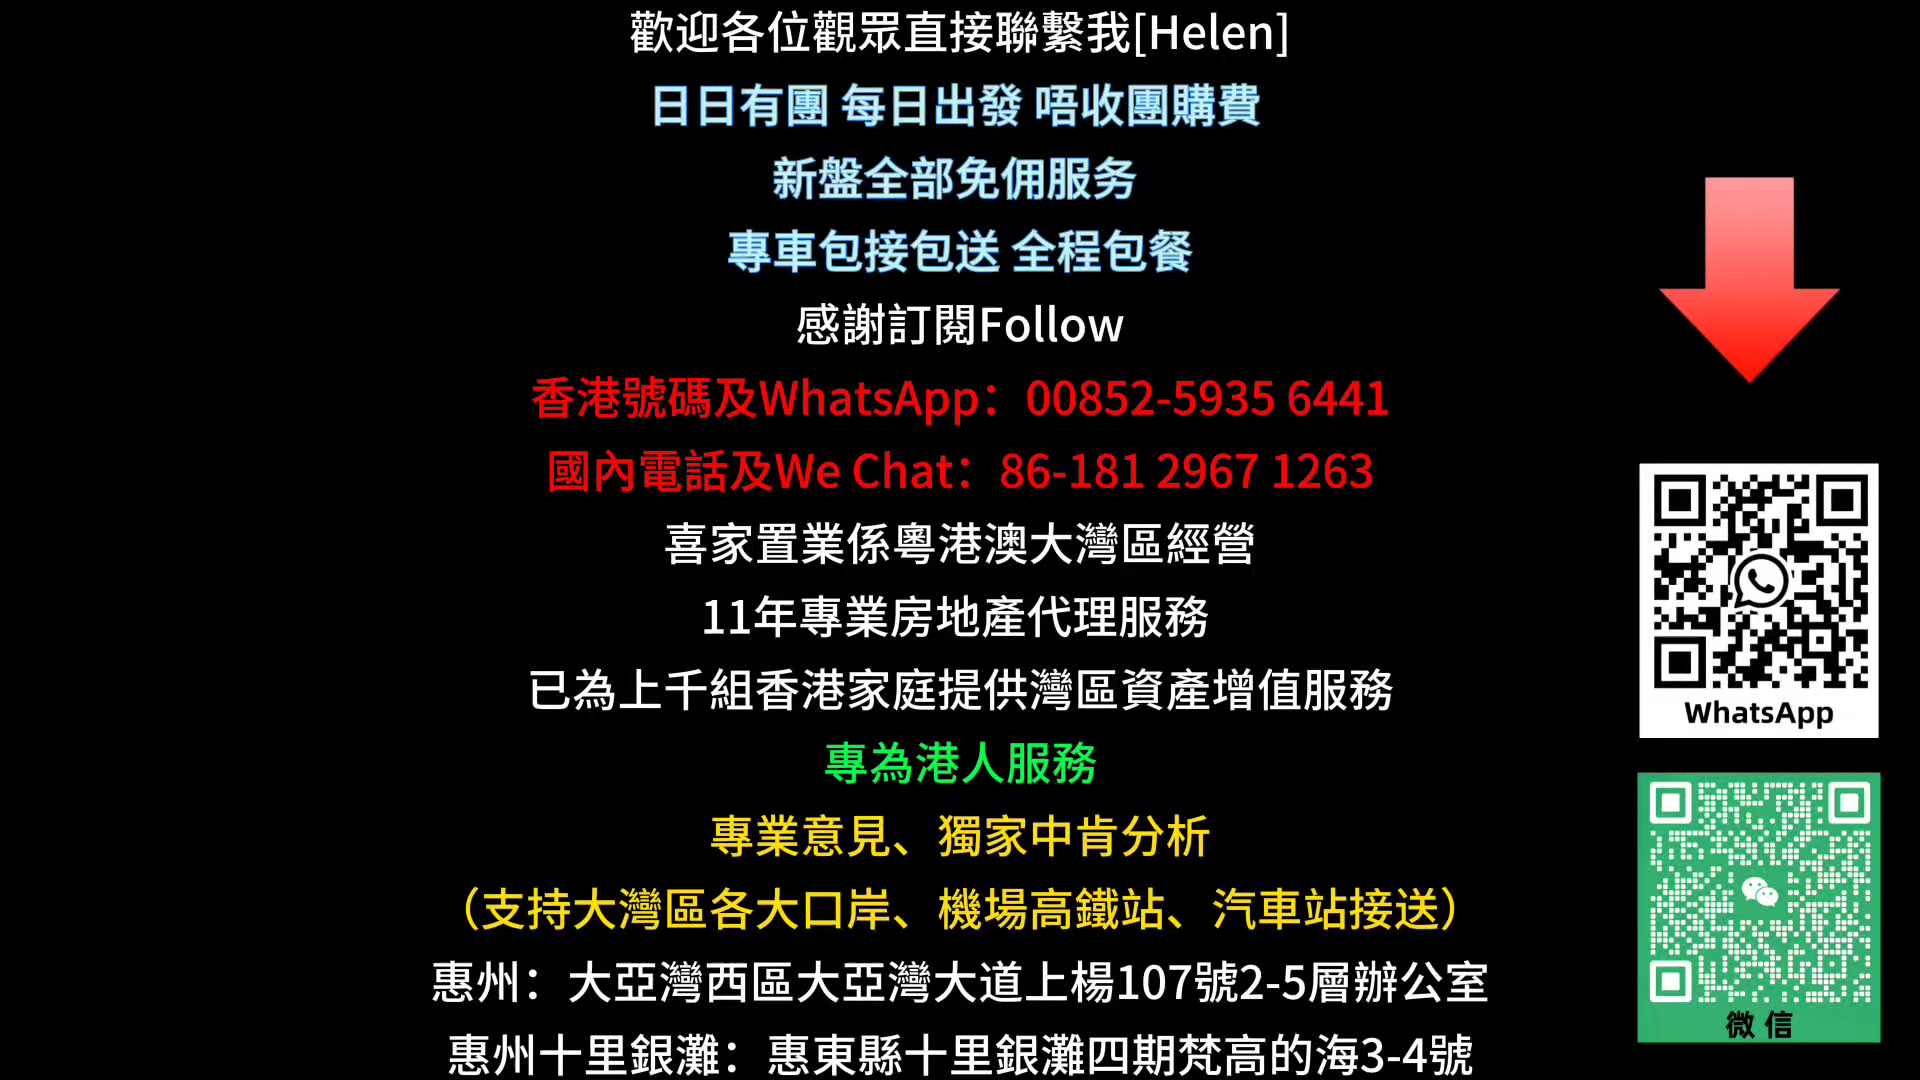 歡迎各位觀眾直接聯繫我[Helen]
日日有團 每日出發 唔收團購費
新盤全部免佣服务
專車包接包送 全程包餐
感謝訂閱Follow
香港號碼及WhatsApp：00852-5935 6441
國內電話及We Chat：86-181 2967 1263
喜家置業係粵港澳大灣區經營
11年專業房地產代理服務
已為上千組香港家庭提供灣區資產增值服務
專為港人服務
專業意見、獨家中肯分析
（支持大灣區各大口岸、機場高鐵站、汽車站接送）
惠州：大亞灣西區大亞灣大道上楊107號2-5層辦公室
惠州十里銀灘：惠東縣十里銀灘四期梵高的海3-4號
WhatsApp
微信